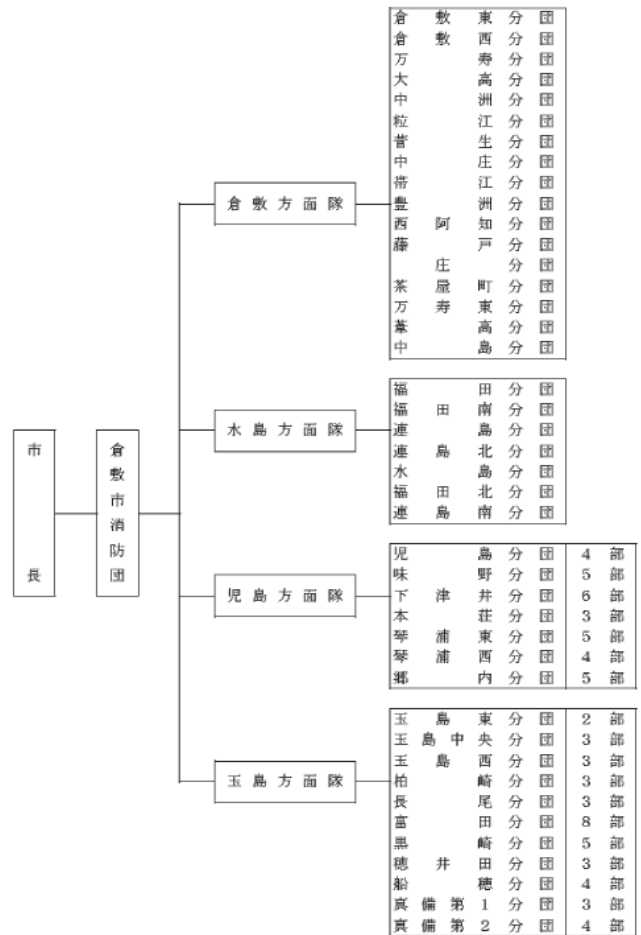 市長
倉敷市消防団
倉敷方面隊
倉敷東分団
倉敷西分団
万寿分団
大高分団
中洲分団
粒江分団
菅生分団
中庄分団
帯江分団
豊洲分団
西阿知分団
藤戸分団
庄分団
茶屋町分団
万寿東分団
葦高分団
中島分団
水島方面隊
福田分団
福田南分団
連島分団
連島北分団
水島分団
福田北分団
連島南分団
児島方面隊
児島分団 4部
味野分団 5部
下津井分団 6部
本荘分団 3部
琴浦東分団 5部
琴浦西分団 4部
郷内分団 5部
玉島方面隊
玉島東分団 2部
玉島中央分団 3部
玉島西分団 3部
柏崎分団 3部
長尾分団 3部
富田分団 8部
黒崎分団 5部
穂井田分団 3部
船穂分団 4部
真備第1分団 3部
真備第2分団 4部